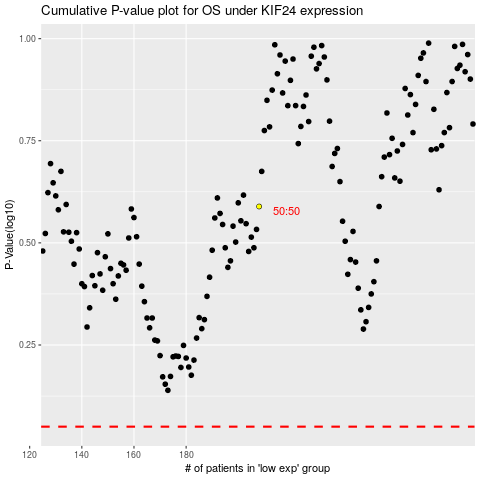 Cumulative P-value plot for OS under KIF24 expression
1.00
0.75
0.50
0.25
P-Value(log10)
50:50
120 140 160 180
# of patients in 'low exp' group